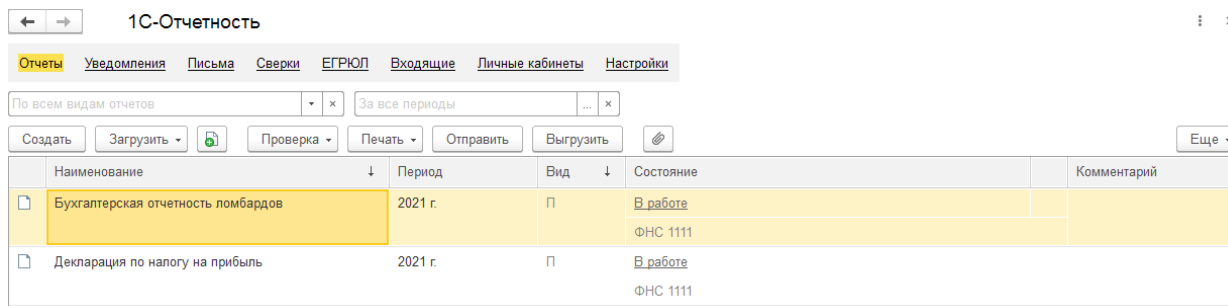 1С-Отчетность
Отчеты Уведомления Письма Сверки ЕГРЮЛ Входящие Личные кабинеты Настройки
По всем видам отчетов За все периоды ...
Создать Загрузить Проверка Печать Отправить Выгрузить Еще
Наименование ↓ Период Вид ↓ Состояние Комментарий
Бухгалтерская отчетность ломбардов 2021 г. П В работе
ФНС 1111
Декларация по налогу на прибыль 2021 г. П В работе
ФНС 1111